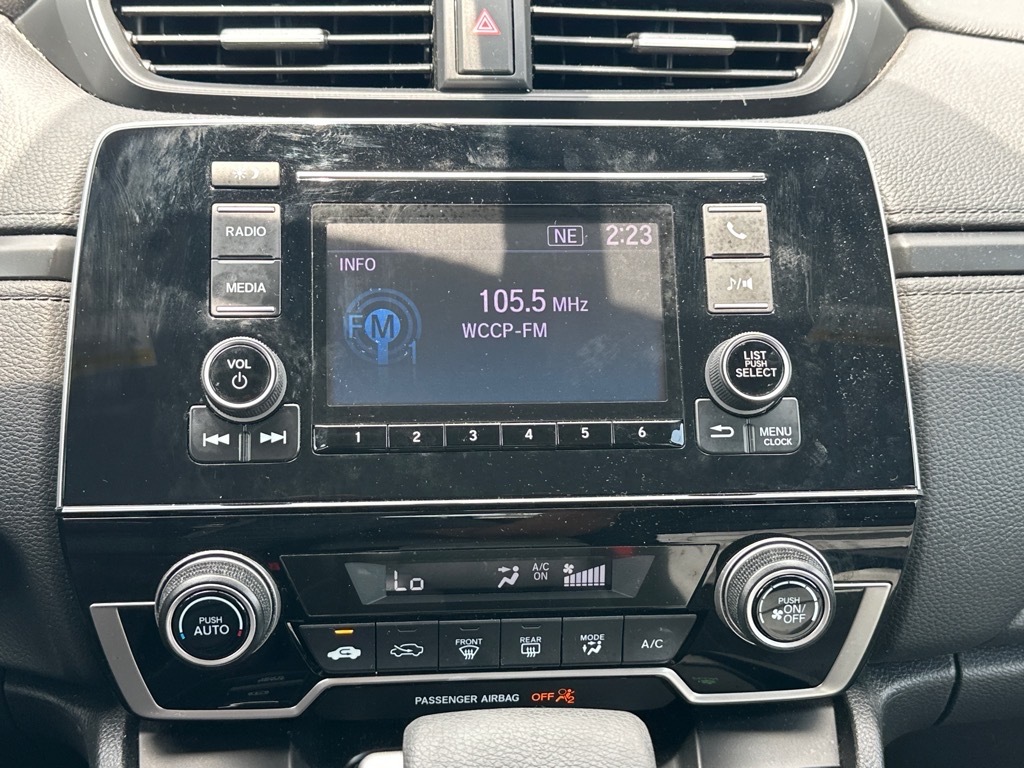 NE 2:23
INFO
105.5 MHz
WCCP-FM
FM1
RADIO
MEDIA
VOL
LIST
PUSH
SELECT
MENU
CLOCK
1 2 3 4 5 6
Lo
A/C
ON
PUSH
AUTO
PUSH
ON/
OFF
FRONT
REAR
MODE
A/C
PASSENGER AIRBAG OFF